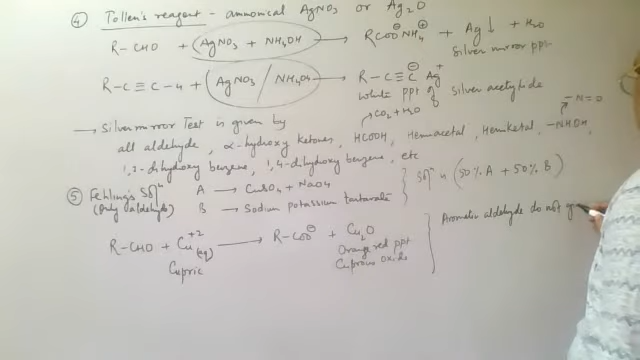 ④ Tollen's reagent - ammonical AgNO3 or Ag2O
R-CHO + AgNO3 + NH4OH → RCOO⊖ NH4⊕ + Ag↓ + H2O
Silver mirror ppt
R-C≡C-H + AgNO3 / NH4OH → R-C≡C⊖ Ag+
White ppt of Silver acetylide
→ Silver mirror Test is given by
CO2 + H2O
-N=O
all aldehyde, α-hydroxy ketones, HCOOH, Hemiacetal, Hemiketal, -NHOH,
1,2-dihydroxy benzene, 1,4-dihydroxy benzene, etc
⑤ Fehling's Solⁿ A → CuSO4 + NaOH
(Only aldehyde) B → Sodium potassium tartarate
Solⁿ is (50% A + 50% B)
R-CHO + Cu+2 (aq) → R-COO⊖ + Cu2O
Cupric
Orange red ppt
Cuprous oxide
Aromatic aldehyde do not